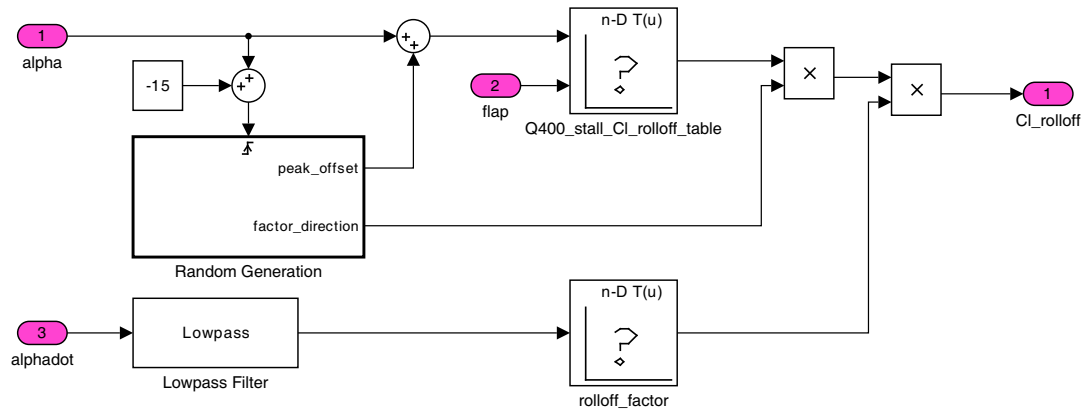 n-D T(u)
1
alpha
-15
2
flap
Q400_stall_Cl_rolloff_table
×
×
1
Cl_rolloff
peak_offset
factor_direction
Random Generation
n-D T(u)
3
alphadot
Lowpass
Lowpass Filter
rolloff_factor